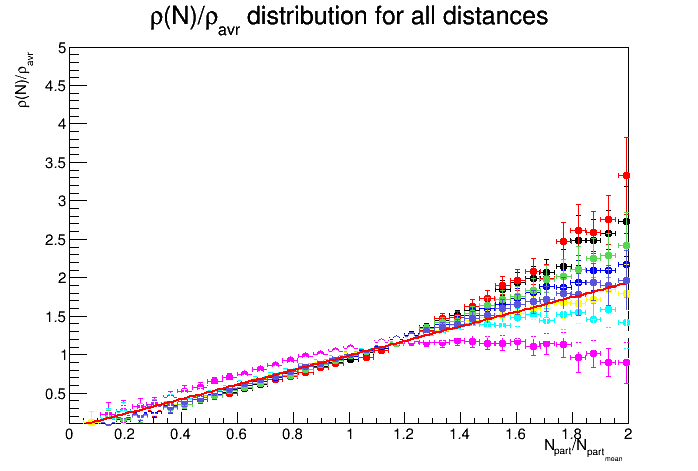 ρ(N)/ρavr distribution for all distances
ρ(N)/ρavr
5
4.5
4
3.5
3
2.5
2
1.5
1
0.5
0 0.2 0.4 0.6 0.8 1 1.2 1.4 1.6 1.8 2
Npart/Npartmean